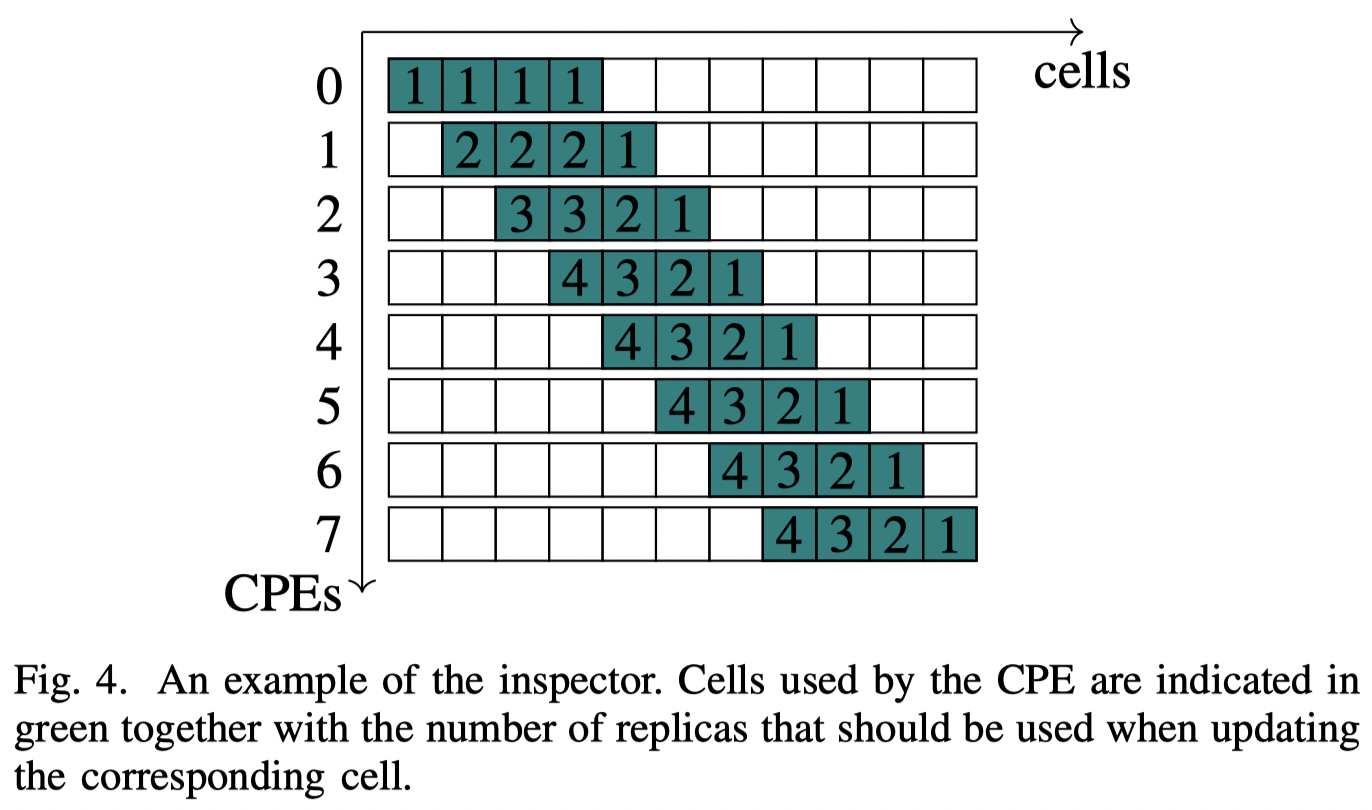 cells
0 1 1 1 1
1 2 2 2 1
2 3 3 2 1
3 4 3 2 1
4 4 3 2 1
5 4 3 2 1
6 4 3 2 1
7 4 3 2 1
CPEs
Fig. 4. An example of the inspector. Cells used by the CPE are indicated in
green together with the number of replicas that should be used when updating
the corresponding cell.